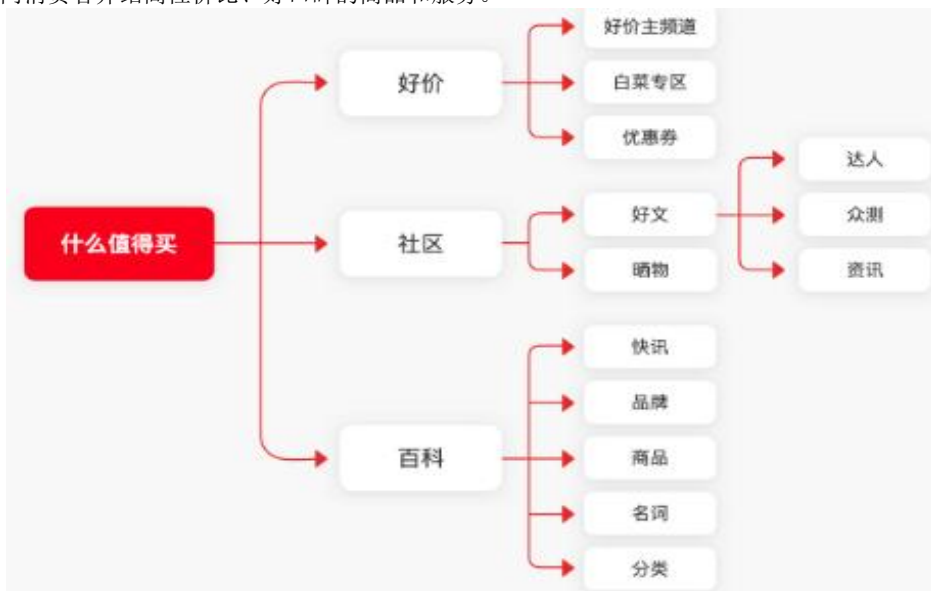 好价主频道
好价
白菜专区
优惠券
达人
什么值得买
社区
好文
众测
晒物
资讯
快讯
品牌
百科
商品
名词
分类